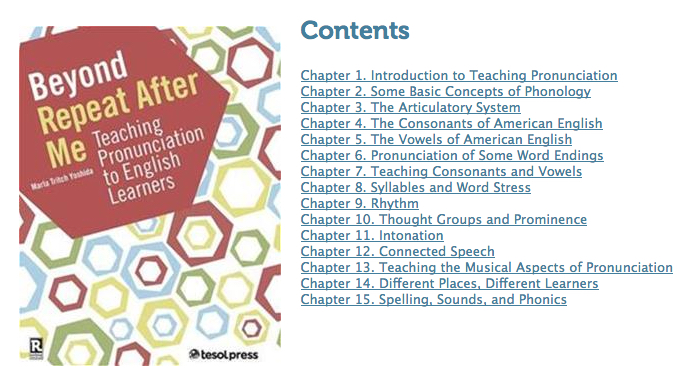 Beyond
Repeat After
Me
Teaching
Pronunciation
to English
Learners
Marla Tritch Yoshida
R
tesolpress
Contents
Chapter 1. Introduction to Teaching Pronunciation
Chapter 2. Some Basic Concepts of Phonology
Chapter 3. The Articulatory System
Chapter 4. The Consonants of American English
Chapter 5. The Vowels of American English
Chapter 6. Pronunciation of Some Word Endings
Chapter 7. Teaching Consonants and Vowels
Chapter 8. Syllables and Word Stress
Chapter 9. Rhythm
Chapter 10. Thought Groups and Prominence
Chapter 11. Intonation
Chapter 12. Connected Speech
Chapter 13. Teaching the Musical Aspects of Pronunciation
Chapter 14. Different Places, Different Learners
Chapter 15. Spelling, Sounds, and Phonics